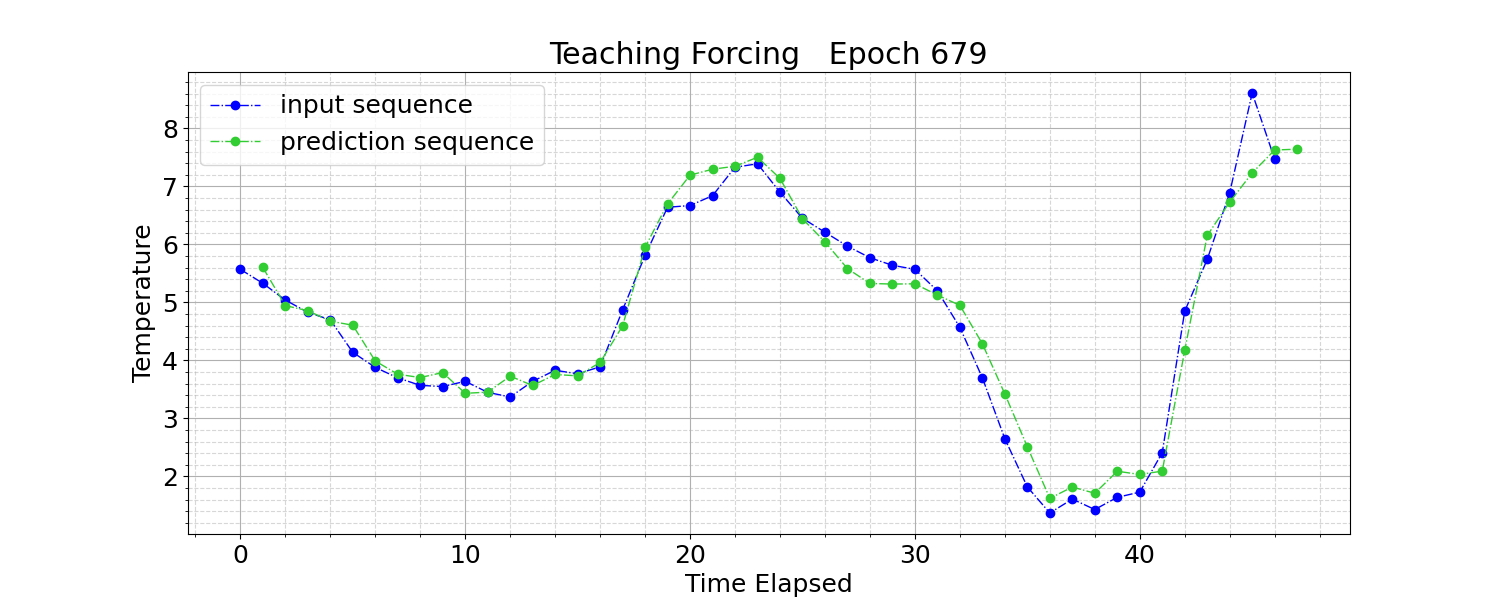 Teaching Forcing   Epoch 679
input sequence
prediction sequence
8
7
6
5
4
3
2
Temperature
0 10 20 30 40
Time Elapsed